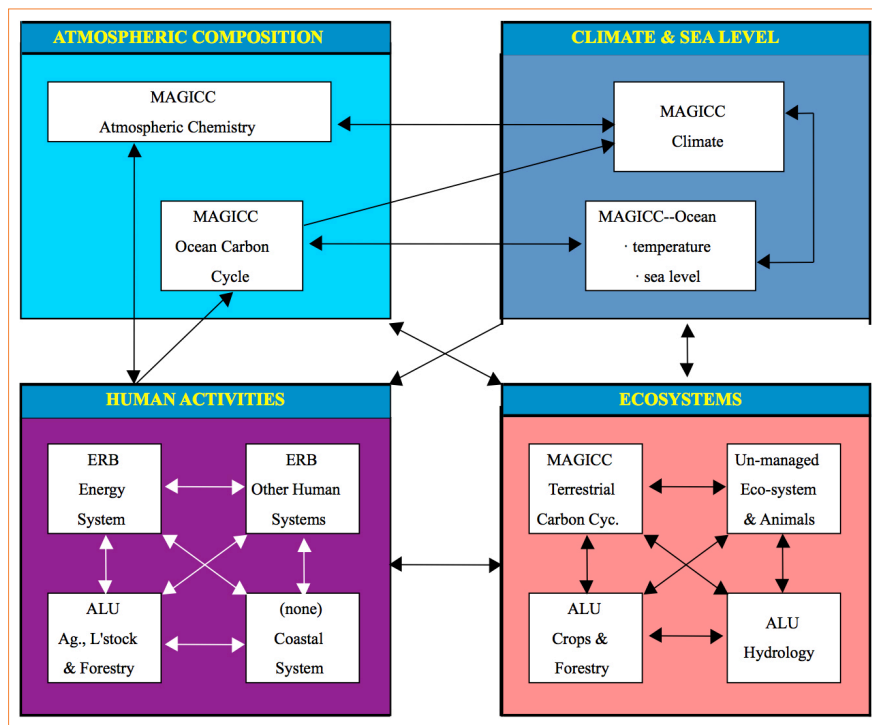 ATMOSPHERIC COMPOSITION
MAGICC
Atmospheric Chemistry
MAGICC
Ocean Carbon
Cycle
CLIMATE & SEA LEVEL
MAGICC
Climate
MAGICC--Ocean
· temperature
· sea level
HUMAN ACTIVITIES
ERB
Energy
System
ERB
Other Human
Systems
ALU
Ag., L'stock
& Forestry
(none)
Coastal
System
ECOSYSTEMS
MAGICC
Terrestrial
Carbon Cyc.
Un-managed
Eco-system
& Animals
ALU
Crops &
Forestry
ALU
Hydrology